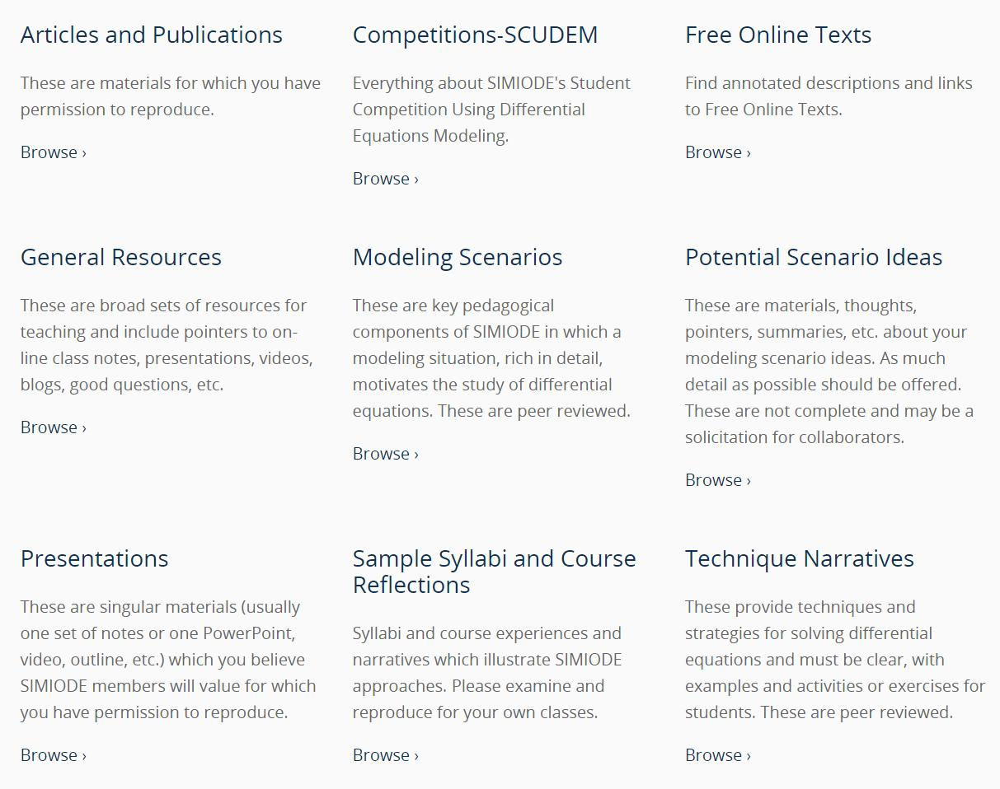 Articles and Publications
These are materials for which you have
permission to reproduce.
Browse ›
Competitions-SCUDEM
Everything about SIMIODE's Student
Competition Using Differential
Equations Modeling.
Browse ›
Free Online Texts
Find annotated descriptions and links
to Free Online Texts.
Browse ›
General Resources
These are broad sets of resources for
teaching and include pointers to on-
line class notes, presentations, videos,
blogs, good questions, etc.
Browse ›
Modeling Scenarios
These are key pedagogical
components of SIMIODE in which a
modeling situation, rich in detail,
motivates the study of differential
equations. These are peer reviewed.
Browse ›
Potential Scenario Ideas
These are materials, thoughts,
pointers, summaries, etc. about your
modeling scenario ideas. As much
detail as possible should be offered.
These are not complete and may be a
solicitation for collaborators.
Browse ›
Presentations
These are singular materials (usually
one set of notes or one PowerPoint,
video, outline, etc.) which you believe
SIMIODE members will value for which
you have permission to reproduce.
Browse ›
Sample Syllabi and Course
Reflections
Syllabi and course experiences and
narratives which illustrate SIMIODE
approaches. Please examine and
reproduce for your own classes.
Browse ›
Technique Narratives
These provide techniques and
strategies for solving differential
equations and must be clear, with
examples and activities or exercises for
students. These are peer reviewed.
Browse ›